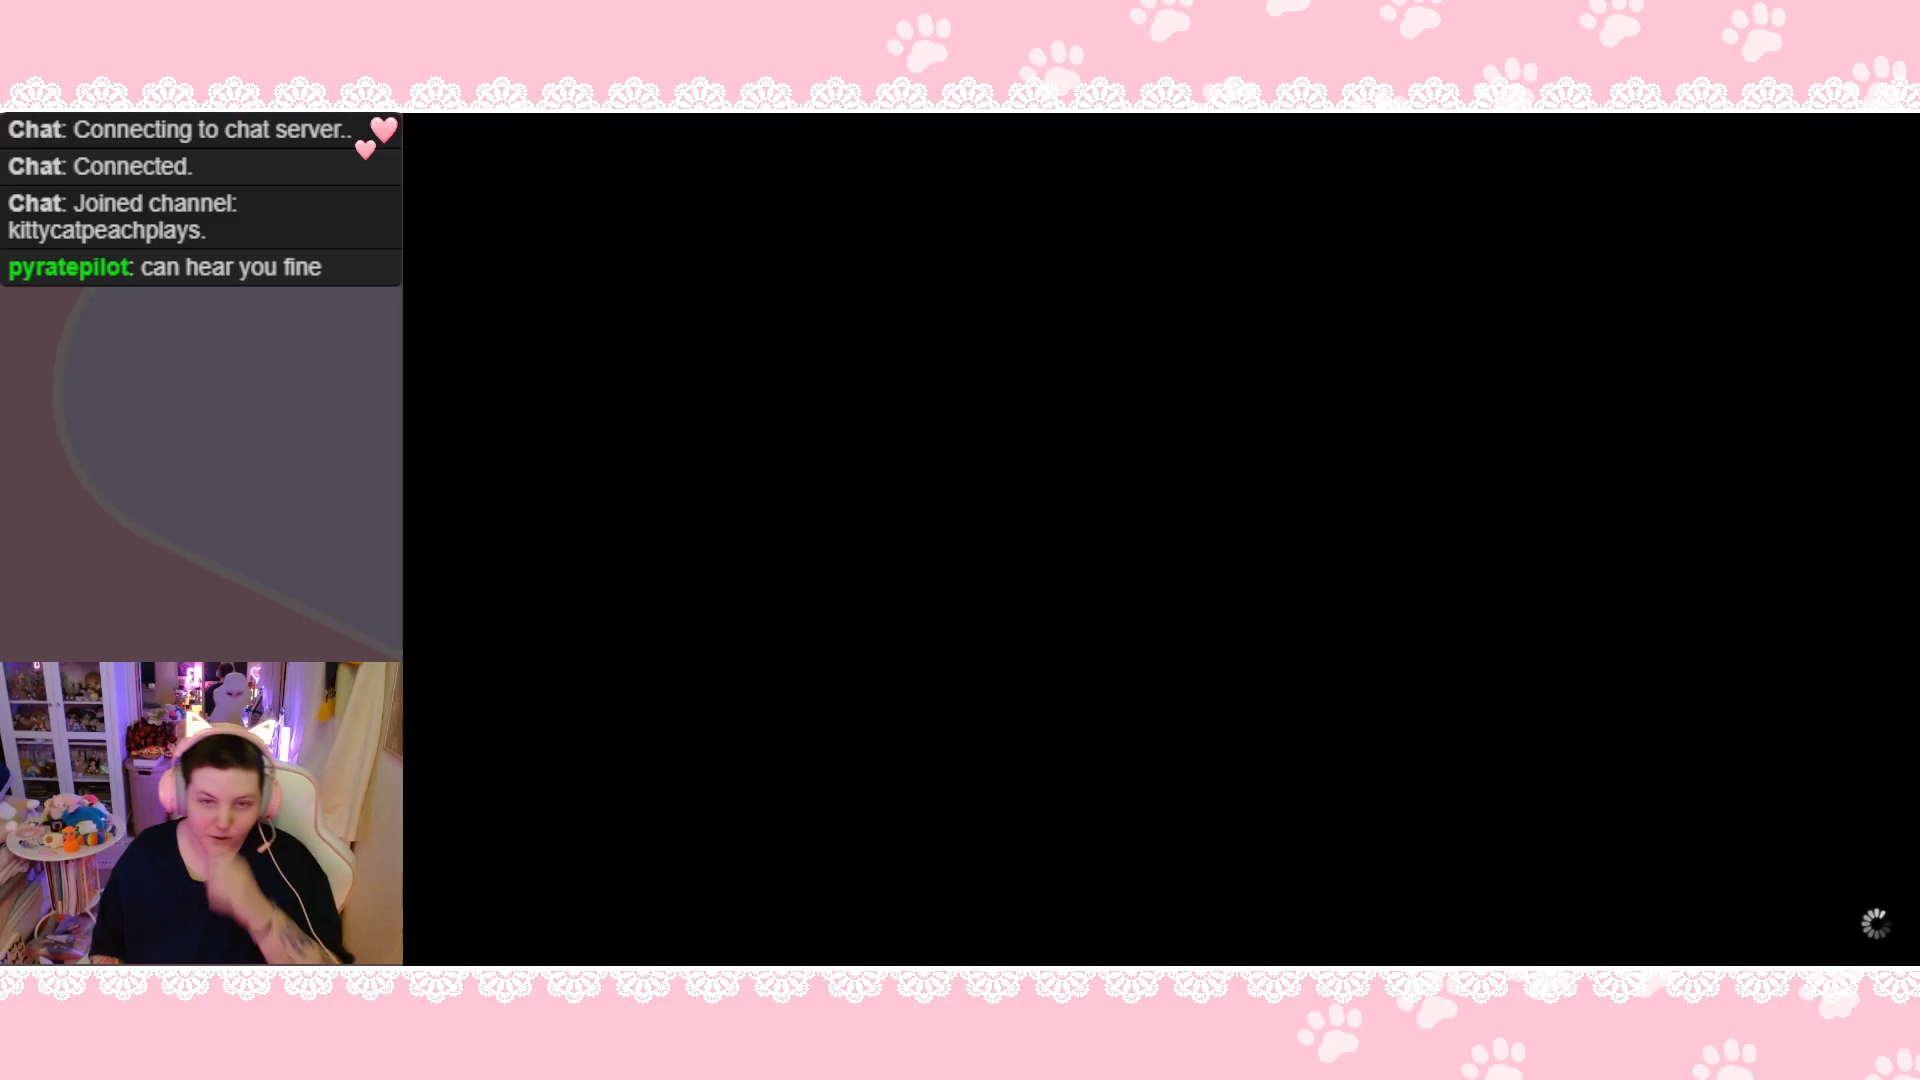 Chat: Connecting to chat server..
Chat: Connected.
Chat: Joined channel:
kittycatpeachplays.
pyratepilot: can hear you fine